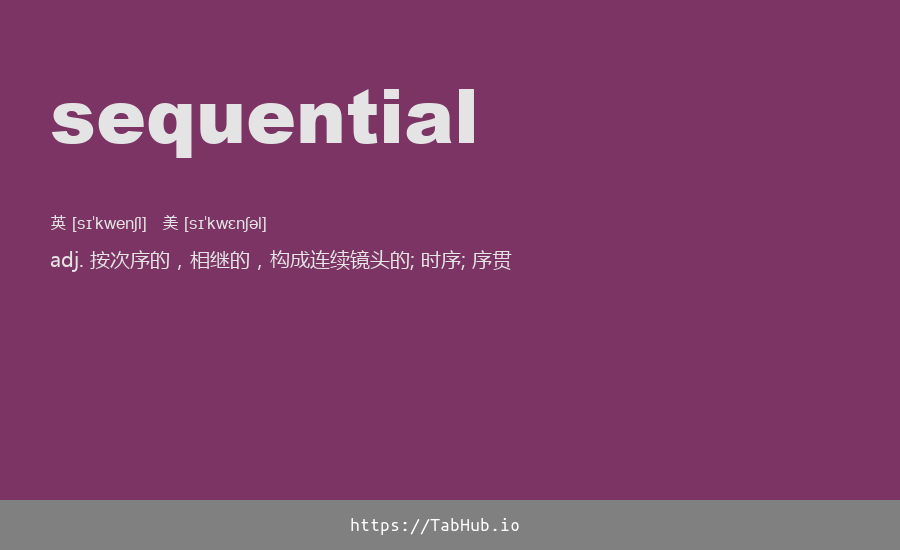 sequential
英 [sɪˈkwenʃl] 美 [sɪˈkwɛnʃəl]
adj. 按次序的，相继的，构成连续镜头的; 时序; 序贯
https://TabHub.io